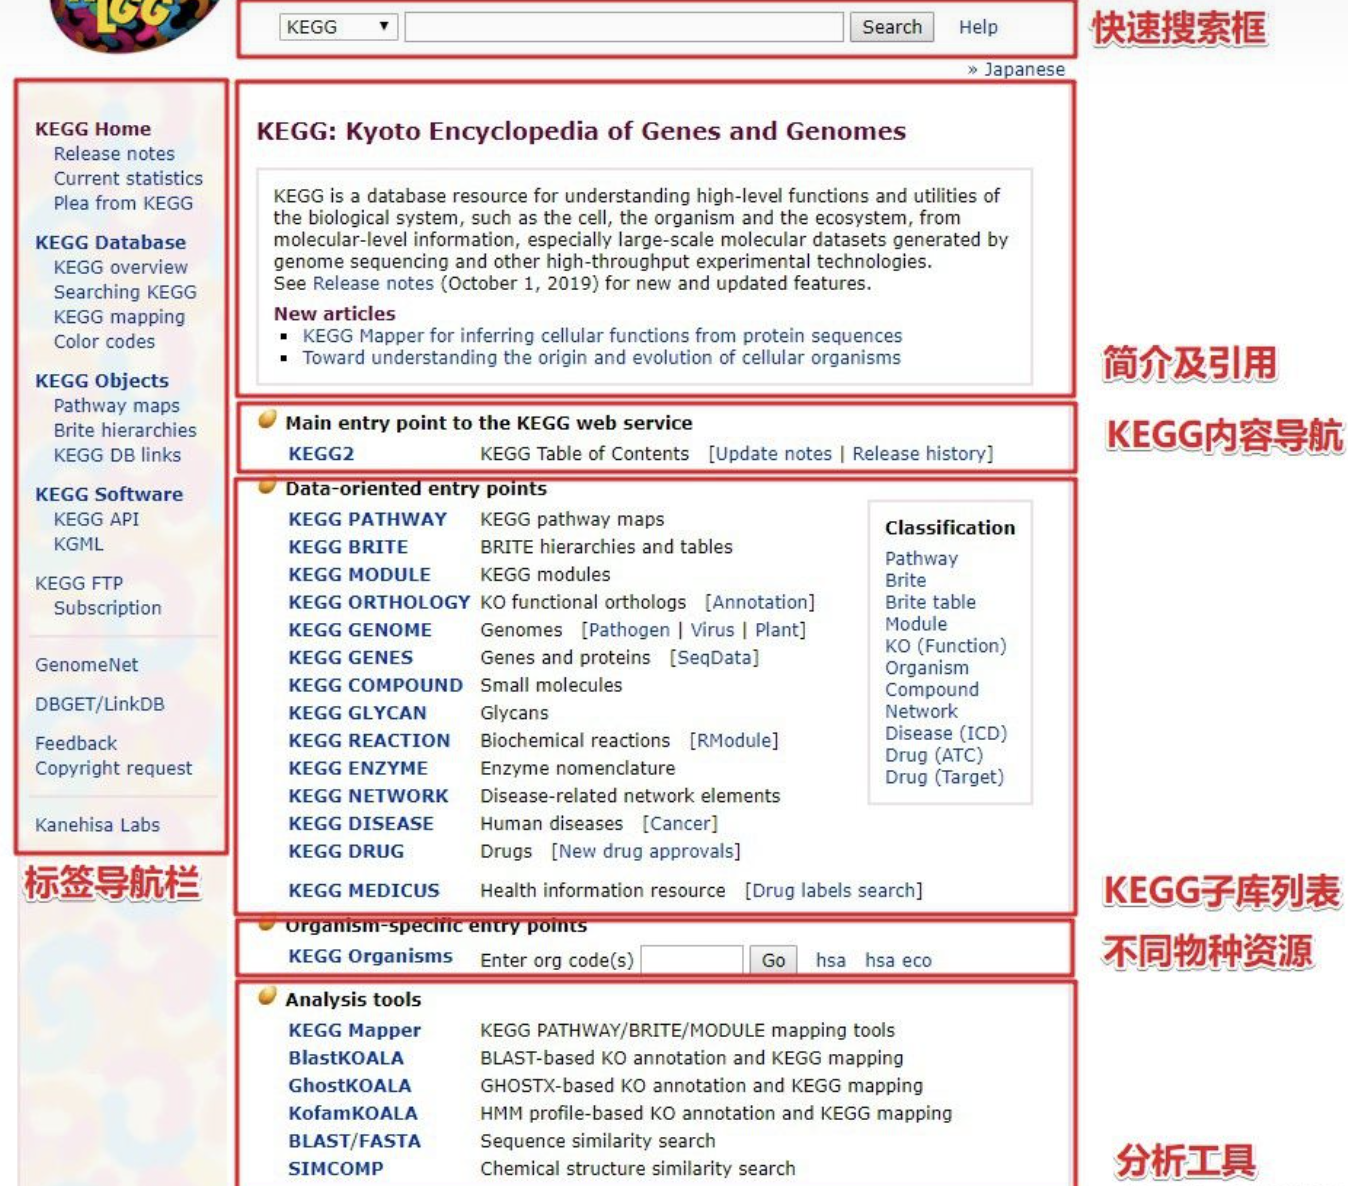 KEGG
Search
Help
快速搜索框
» Japanese
KEGG Home
Release notes
Current statistics
Plea from KEGG
KEGG Database
KEGG overview
Searching KEGG
KEGG mapping
Color codes
KEGG Objects
Pathway maps
Brite hierarchies
KEGG DB links
KEGG Software
KEGG API
KGML
KEGG FTP
Subscription
GenomeNet
DBGET/LinkDB
Feedback
Copyright request
Kanehisa Labs
标签导航栏
KEGG: Kyoto Encyclopedia of Genes and Genomes
KEGG is a database resource for understanding high-level functions and utilities of
the biological system, such as the cell, the organism and the ecosystem, from
molecular-level information, especially large-scale molecular datasets generated by
genome sequencing and other high-throughput experimental technologies.
See Release notes (October 1, 2019) for new and updated features.
New articles
KEGG Mapper for inferring cellular functions from protein sequences
Toward understanding the origin and evolution of cellular organisms
简介及引用
Main entry point to the KEGG web service
KEGG2 KEGG Table of Contents [Update notes | Release history]
KEGG内容导航
Data-oriented entry points
KEGG PATHWAY KEGG pathway maps
KEGG BRITE BRITE hierarchies and tables
KEGG MODULE KEGG modules
KEGG ORTHOLOGY KO functional orthologs [Annotation]
KEGG GENOME Genomes [Pathogen | Virus | Plant]
KEGG GENES Genes and proteins [SeqData]
KEGG COMPOUND Small molecules
KEGG GLYCAN Glycans
KEGG REACTION Biochemical reactions [RModule]
KEGG ENZYME Enzyme nomenclature
KEGG NETWORK Disease-related network elements
KEGG DISEASE Human diseases [Cancer]
KEGG DRUG Drugs [New drug approvals]
KEGG MEDICUS Health information resource [Drug labels search]
Classification
Pathway
Brite
Brite table
Module
KO (Function)
Organism
Compound
Network
Disease (ICD)
Drug (ATC)
Drug (Target)
KEGG子库列表
Organism-specific entry points
KEGG Organisms Enter org code(s) Go hsa hsa eco
不同物种资源
Analysis tools
KEGG Mapper KEGG PATHWAY/BRITE/MODULE mapping tools
BlastKOALA BLAST-based KO annotation and KEGG mapping
GhostKOALA GHOSTX-based KO annotation and KEGG mapping
KofamKOALA HMM profile-based KO annotation and KEGG mapping
BLAST/FASTA Sequence similarity search
SIMCOMP Chemical structure similarity search
分析工具